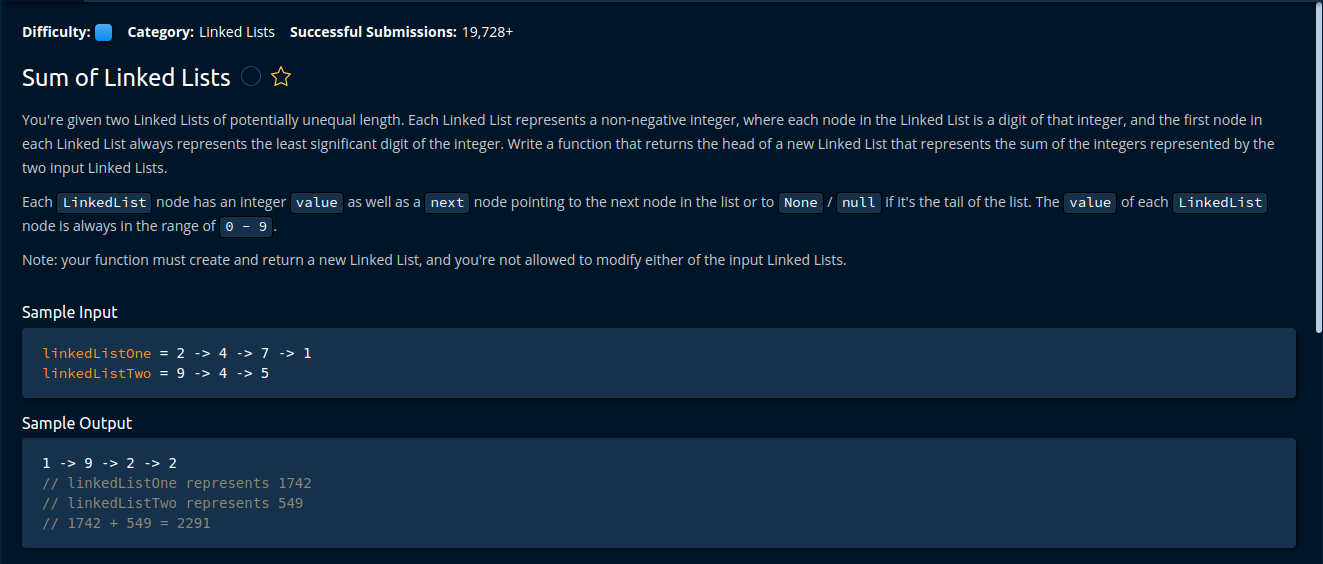 Difficulty: Category: Linked Lists Successful Submissions: 19,728+
Sum of Linked Lists
You're given two Linked Lists of potentially unequal length. Each Linked List represents a non-negative integer, where each node in the Linked List is a digit of that integer, and the first node in
each Linked List always represents the least significant digit of the integer. Write a function that returns the head of a new Linked List that represents the sum of the integers represented by the
two input Linked Lists.
Each LinkedList node has an integer value as well as a next node pointing to the next node in the list or to None / null if it's the tail of the list. The value of each LinkedList
node is always in the range of 0 - 9.
Note: your function must create and return a new Linked List, and you're not allowed to modify either of the input Linked Lists.
Sample Input
linkedListOne = 2 -> 4 -> 7 -> 1
linkedListTwo = 9 -> 4 -> 5
Sample Output
1 -> 9 -> 2 -> 2
// linkedListOne represents 1742
// linkedListTwo represents 549
// 1742 + 549 = 2291